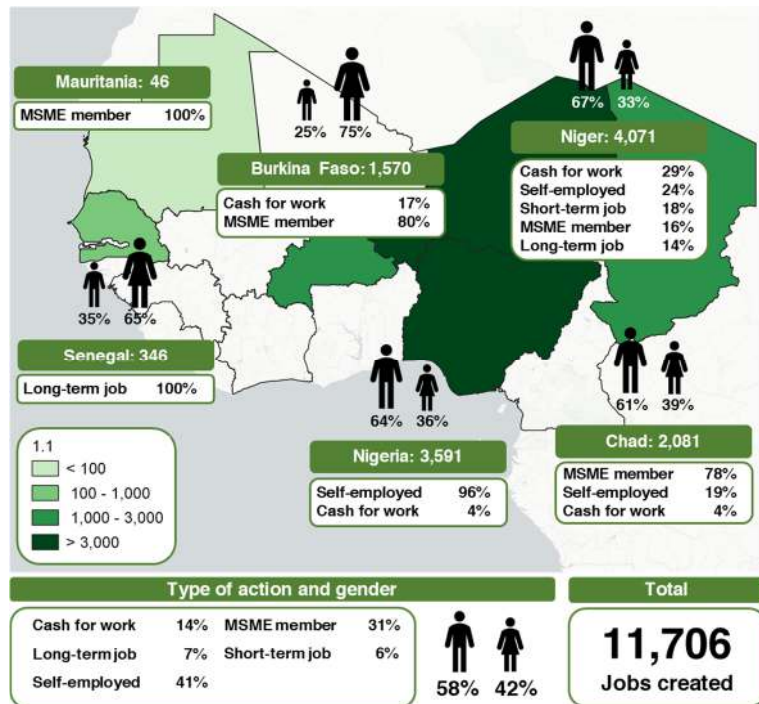 Mauritania: 46
MSME member 100%
25% 75%
Burkina Faso: 1,570
Cash for work 17%
MSME member 80%
67% 33%
Niger: 4,071
Cash for work 29%
Self-employed 24%
Short-term job 18%
MSME member 16%
Long-term job 14%
35% 65%
Senegal: 346
Long-term job 100%
64% 36%
Nigeria: 3,591
Self-employed 96%
Cash for work 4%
61% 39%
Chad: 2,081
MSME member 78%
Self-employed 19%
Cash for work 4%
1.1
< 100
100 - 1,000
1,000 - 3,000
> 3,000
Type of action and gender
Cash for work 14% MSME member 31%
Long-term job 7% Short-term job 6%
Self-employed 41%
58% 42%
Total
11,706
Jobs created